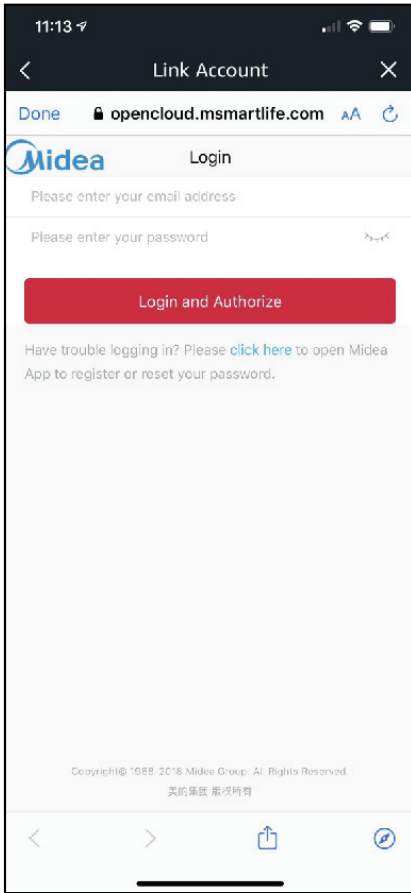 11:13
Link Account
Done opencloud.msmartlife.com AA
Midea Login
Please enter your email address
Please enter your password
Login and Authorize
Have trouble logging in? Please click here to open Midea
App to register or reset your password.
Copyright© 1968-2018 Midea Group. All Rights Reserved.
美的集团 版权所有